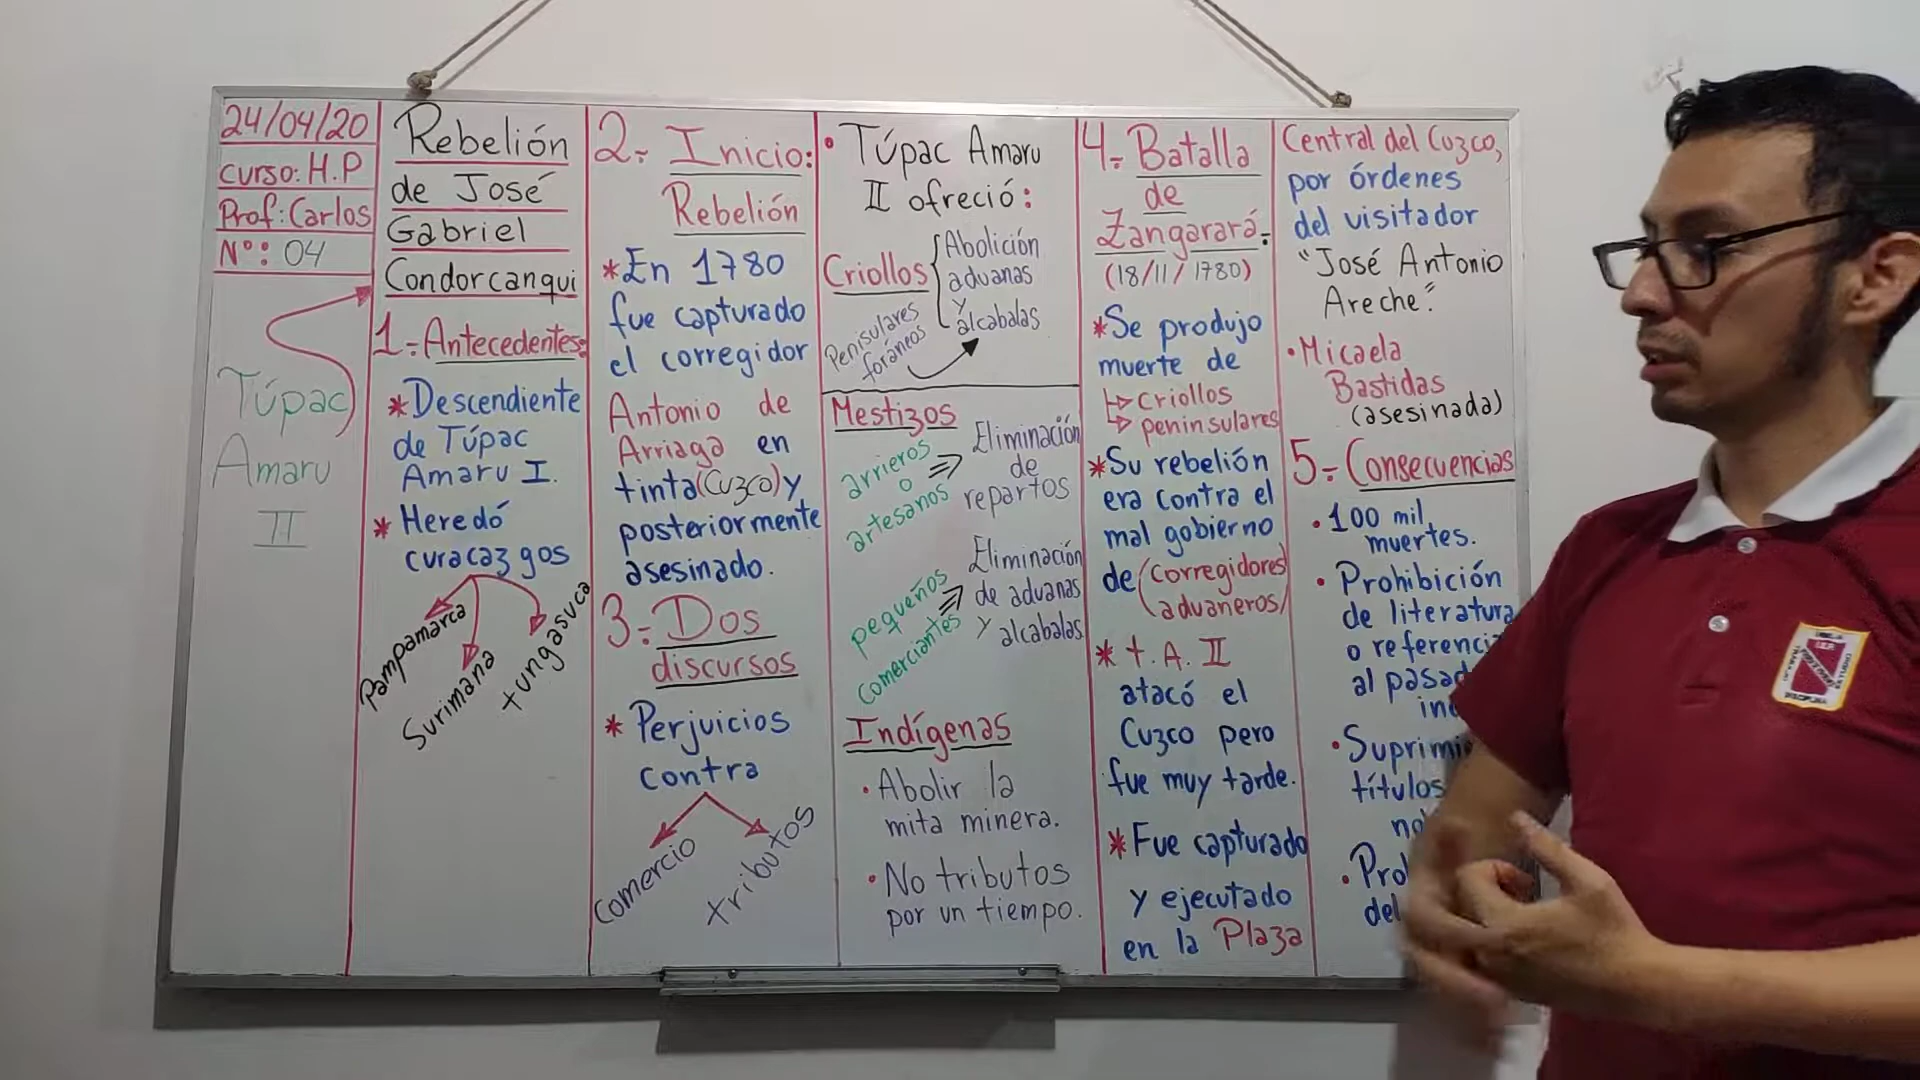 24/04/20
curso: H.P
Prof: Carlos
N°: 04
Túpac
Amaru
II
Rebelión
de José
Gabriel
Condorcanqui
1.- Antecedentes:
* Descendiente
de Túpac
Amaru I.
* Heredó
curacazgos
Pampamarca
Surimana
tungasuca
2.- Inicio:
Rebelión
* En 1780
fue capturado
el corregidor
Antonio de
Arriaga en
tinta (Cuzco) y
posteriormente
asesinado.
3.- Dos
discursos
* Perjuicios
contra
Comercio
tributos
• Túpac Amaru
II ofreció:
Criollos
Abolición
aduanas
y
alcabalas
Penisulares
foráneos
Mestizos
arrieros
o
artesanos
Eliminación
de
repartos
pequeños
comerciantes
Eliminación
de aduanas
y alcabalas
Indígenas
• Abolir la
mita minera.
• No tributos
por un tiempo.
4.- Batalla
de
Zangarará:
(18/11/1780)
* Se produjo
muerte de
criollos
peninsulares
* Su rebelión
era contra el
mal gobierno
de (corregidores
aduaneros)
* t. A. II
atacó el
Cuzco pero
fue muy tarde.
* Fue capturado
y ejecutado
en la Plaza
Central del Cuzco,
por órdenes
del visitador
"José Antonio
Areche".
• Micaela
Bastidas
(asesinada)
5.- Consecuencias
• 100 mil
muertes.
• Prohibición
de literatura
o referenci
al pasad
in
• Suprimi
títulos
no
• Pro
del